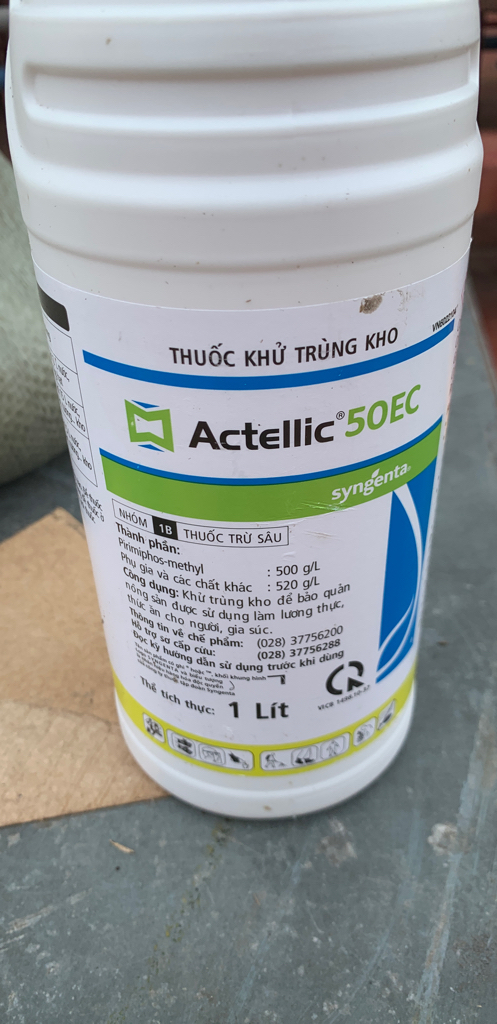 THUỐC KHỬ TRÙNG KHO
Actellic® 50EC
syngenta®
NHÓM 1B THUỐC TRỪ SÂU
Thành phần:
Pirimiphos-methyl : 500 g/L
Phụ gia và các chất khác : 520 g/L
Công dụng: Khử trùng kho để bảo quản
nông sản được sử dụng làm lương thực,
thức ăn cho người, gia súc.
Thông tin về chế phẩm: (028) 37756200
Hỗ trợ sơ cấp cứu: (028) 37756288
Đọc kỹ hướng dẫn sử dụng trước khi dùng
Thể tích thực: 1 Lít